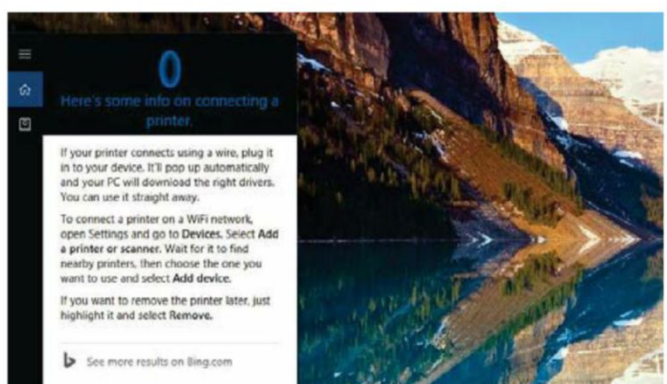 Here's some info on connecting a
printer.
If your printer connects using a wire, plug it
in to your device. It'll pop up automatically
and your PC will download the right drivers.
You can use it straight away.
To connect a printer on a WiFi network,
open Settings and go to Devices. Select Add
a printer or scanner. Wait for it to find
nearby printers, then choose the one you
want to use and select Add device.
If you want to remove the printer later, just
highlight it and select Remove.
See more results on Bing.com